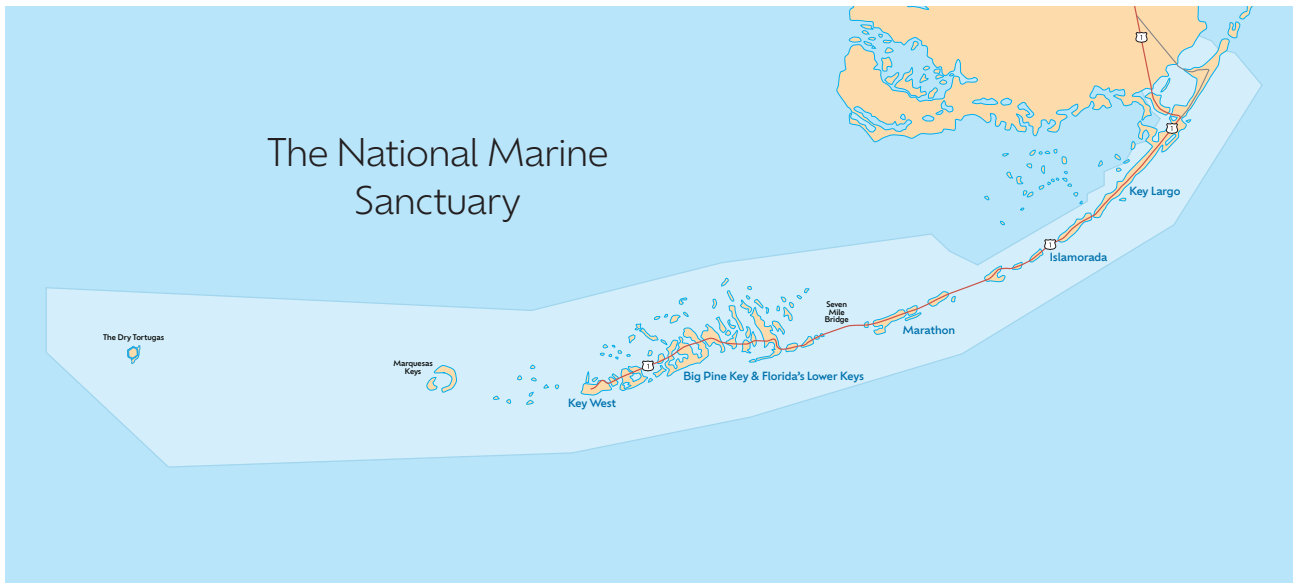 The National Marine
Sanctuary
1
1
Key Largo
1
Islamorada
Seven
Mile
Bridge
Marathon
The Dry Tortugas
Marquesas
Keys
1
Big Pine Key & Florida's Lower Keys
Key West